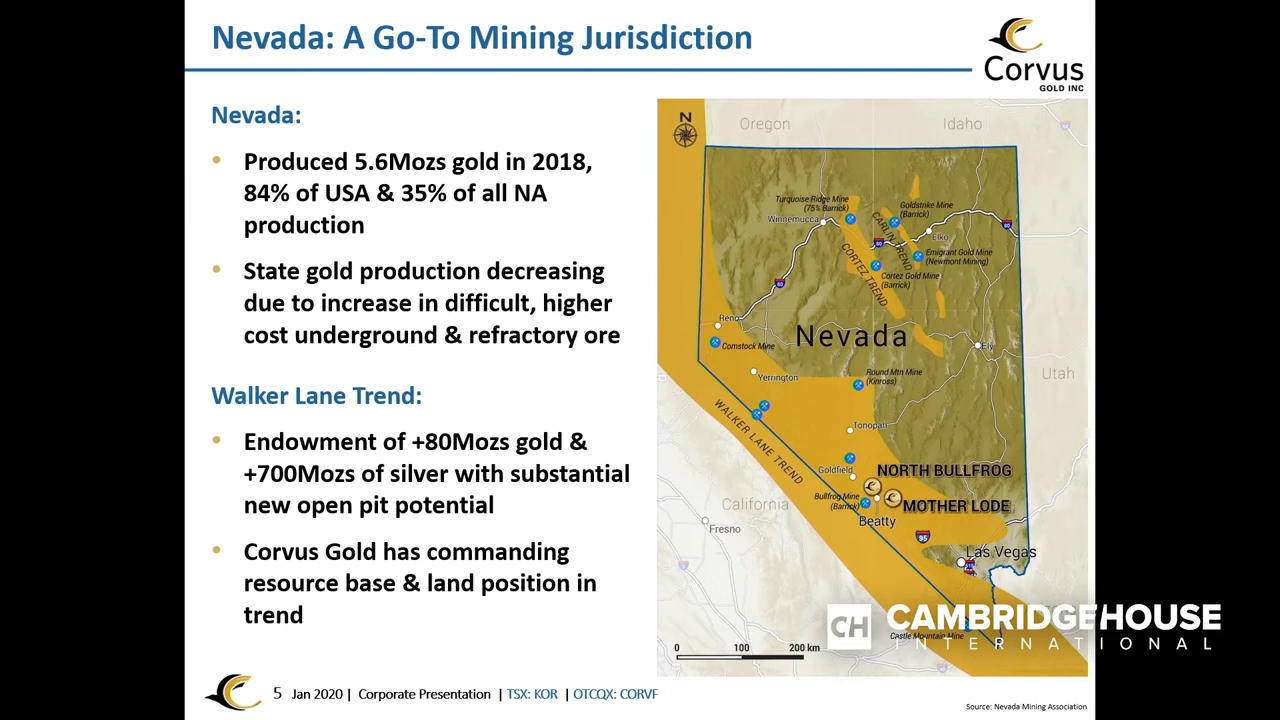 Nevada: A Go-To Mining Jurisdiction
Corvus
GOLD INC
Nevada:
• Produced 5.6Mozs gold in 2018,
84% of USA & 35% of all NA
production
• State gold production decreasing
due to increase in difficult, higher
cost underground & refractory ore
Walker Lane Trend:
• Endowment of +80Mozs gold &
+700Mozs of silver with substantial
new open pit potential
• Corvus Gold has commanding
resource base & land position in
trend
N
Oregon
Idaho
Turquoise Ridge Mine
(75% Barrick)
Goldstrike Mine
(Barrick)
Winnemucca
CARLIN TREND
80
80
Elko
Emigrant Gold Mine
(Newmont Mining)
CORTEZ TREND
Cortez Gold Mine
(Barrick)
80
Reno
Nevada
Comstock Mine
Ely
Utah
Yerrington
Round Mtn Mine
(Kinross)
WALKER LANE TREND
Tonopah
Goldfield
NORTH BULLFROG
California
Bullfrog Mine
(Barrick)
MOTHER LODE
Beatty
Fresno
95
Las Vegas
Castle Mountain Mine
0 100 200 km
CH
CAMBRIDGE HOUSE
INTERNATIONAL
5 Jan 2020 | Corporate Presentation | TSX: KOR | OTCQX: CORVF
Source: Nevada Mining Association